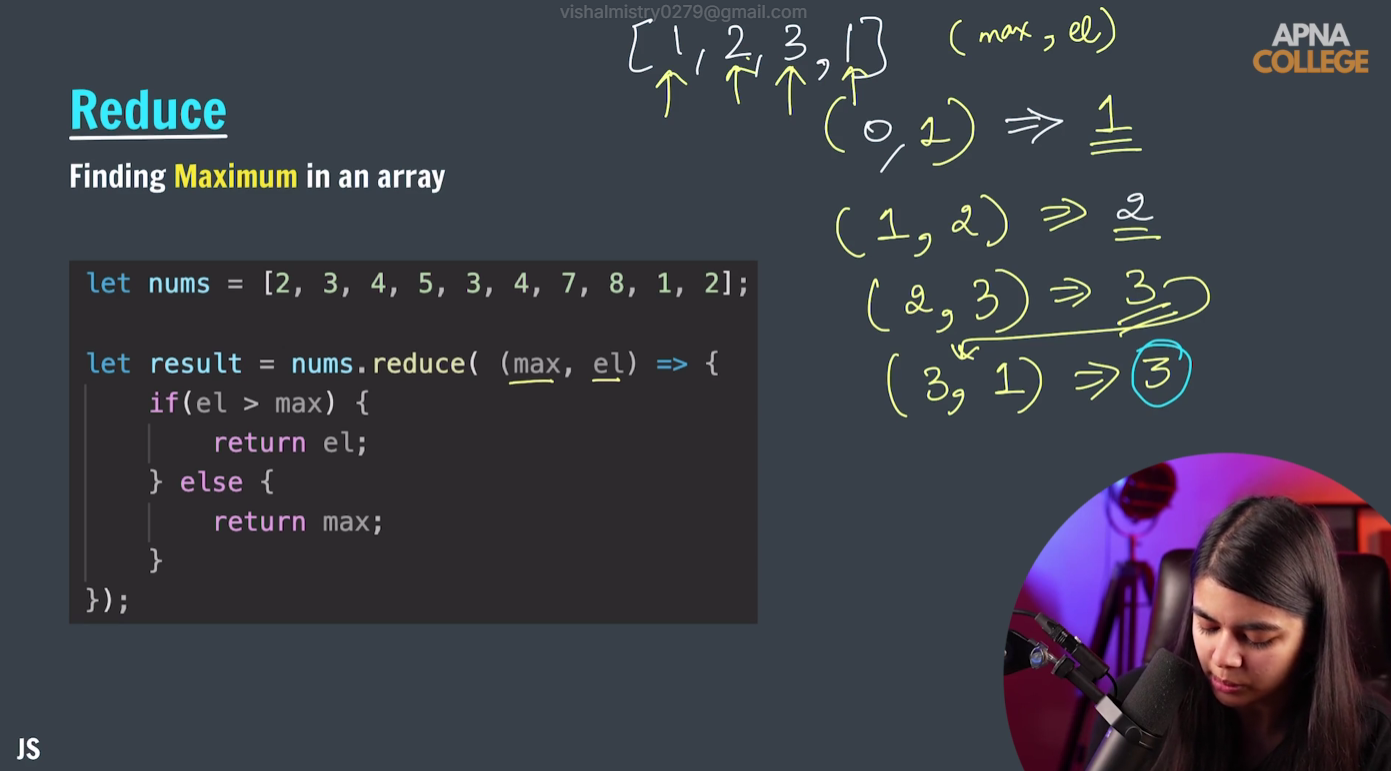 vishalmistry0279@gmail.com
[1, 2, 3, 1]
(max, el)
APNA
COLLEGE
Reduce
(0, 1) ⇒ 1
Finding Maximum in an array
(1, 2) ⇒ 2
(2, 3) ⇒ 3
(3, 1) ⇒ 3
let nums = [2, 3, 4, 5, 3, 4, 7, 8, 1, 2];
let result = nums.reduce( (max, el) => {
if(el > max) {
return el;
} else {
return max;
}
});
JS